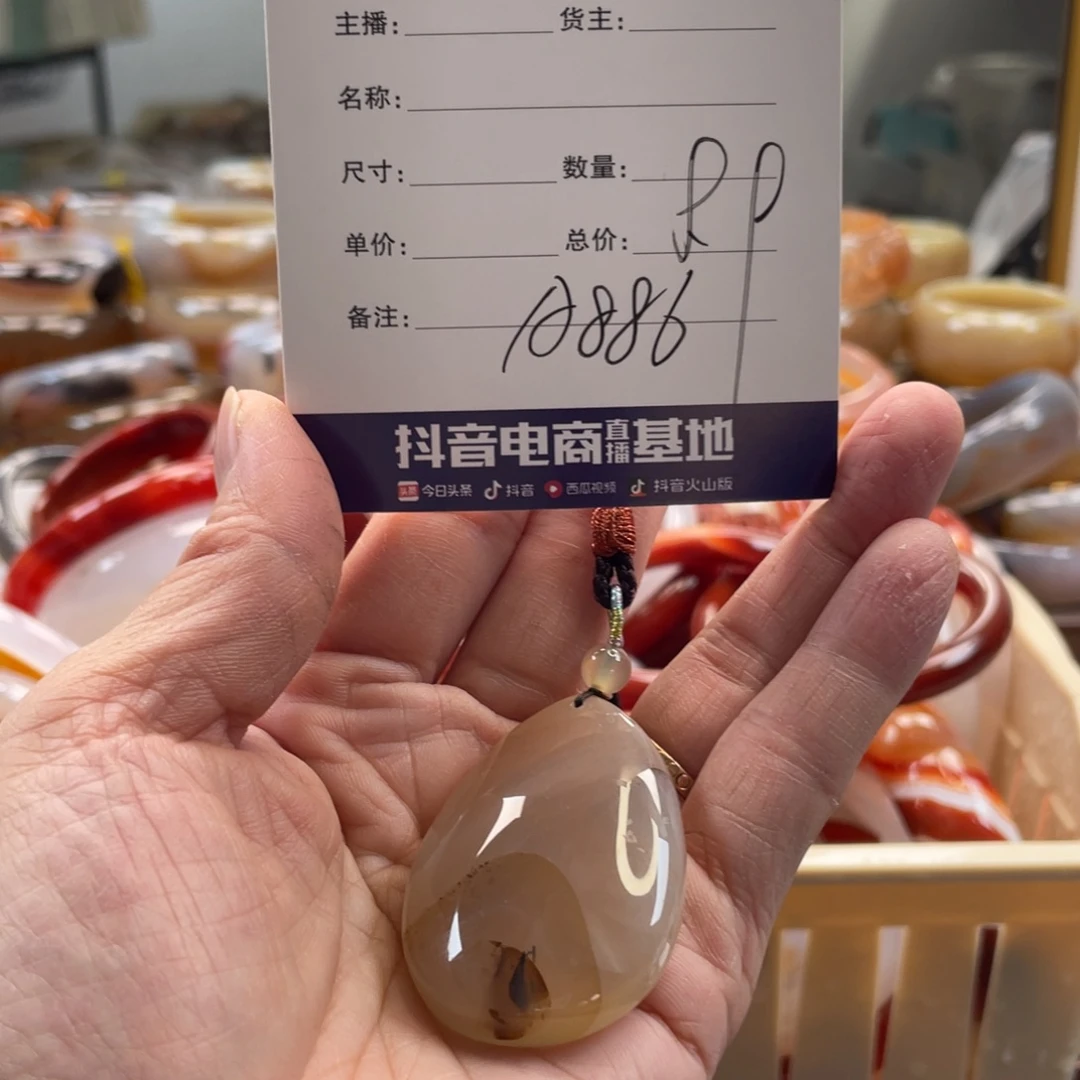 主播: 货主:
名称:
尺寸: 数量:
单价: 总价:
备注: A886
抖音电商直播基地
头条 今日头条 抖音 西瓜视频 抖音火山版